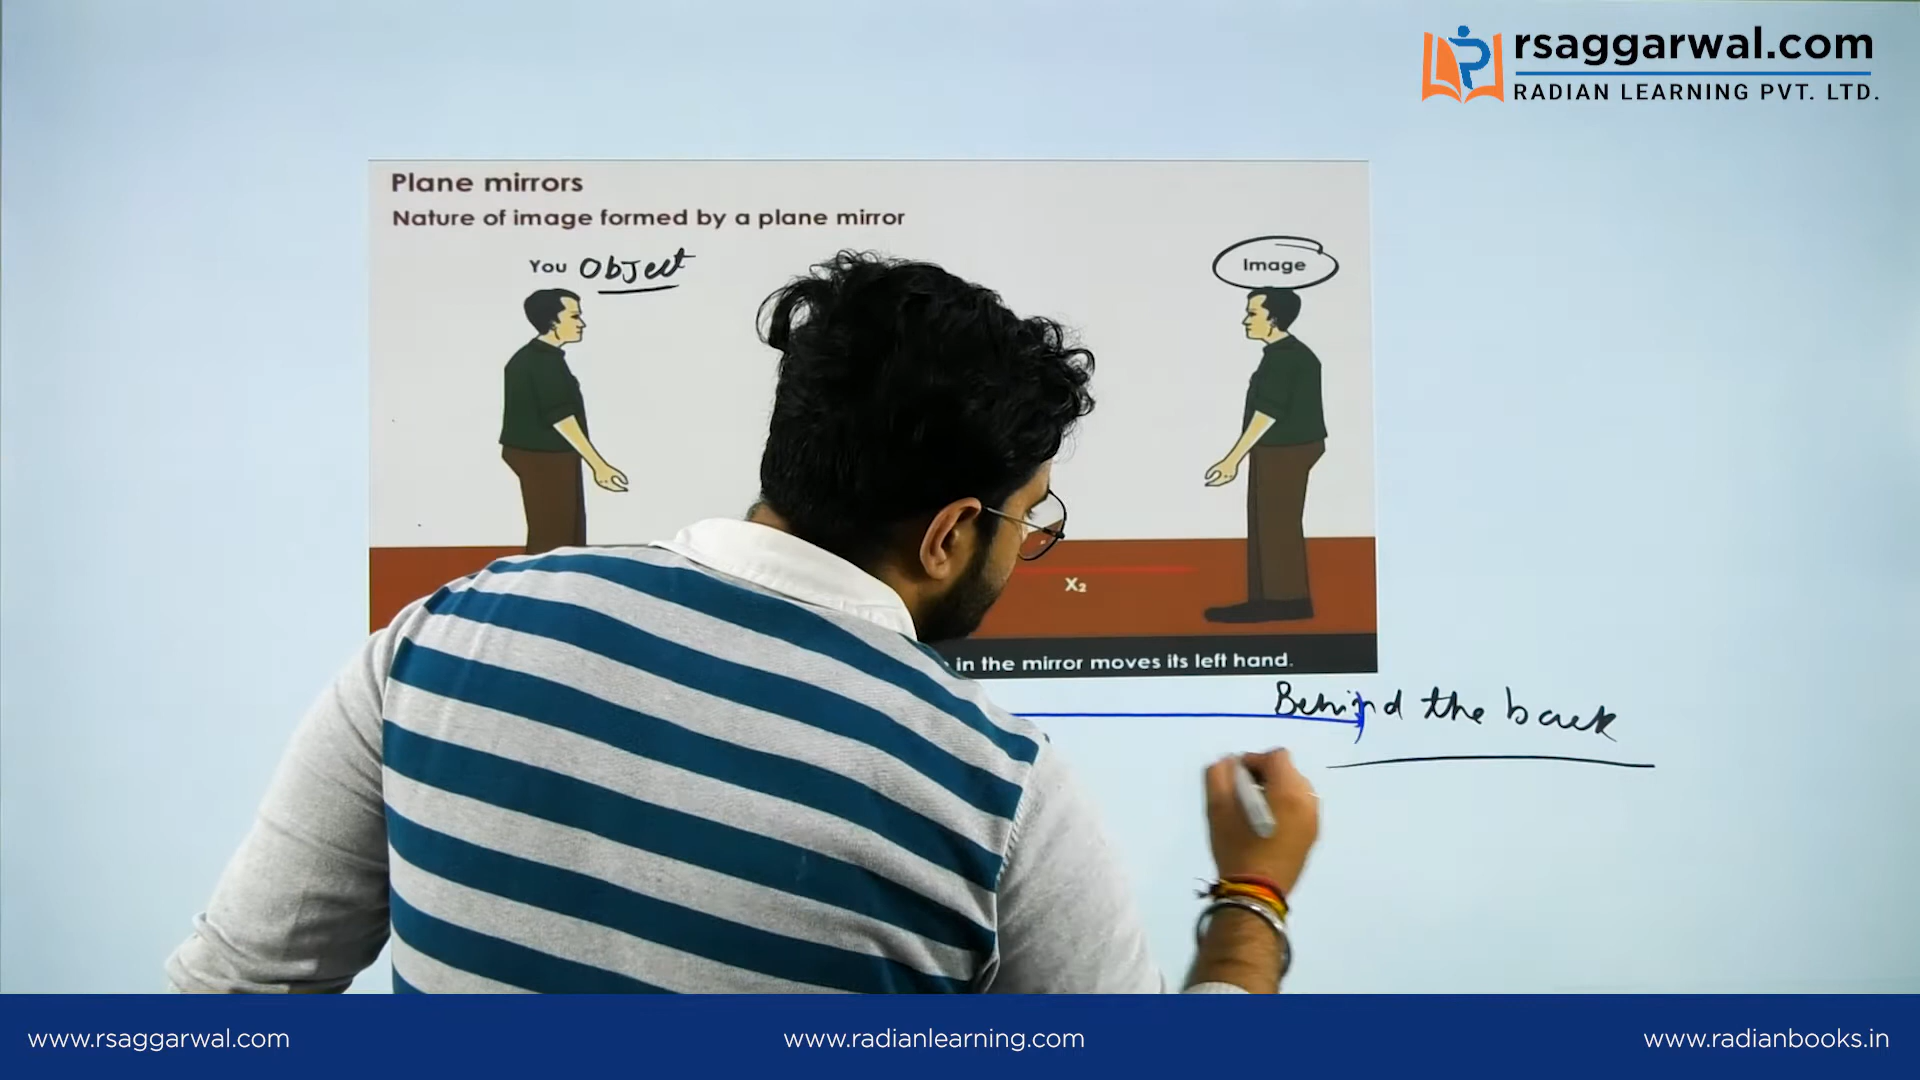 rsaggarwal.com
RADIAN LEARNING PVT. LTD.
Plane mirrors
Nature of image formed by a plane mirror
You Object
Image
X₂
in the mirror moves its left hand.
Behind the back
www.rsaggarwal.com
www.radianlearning.com
www.radianbooks.in